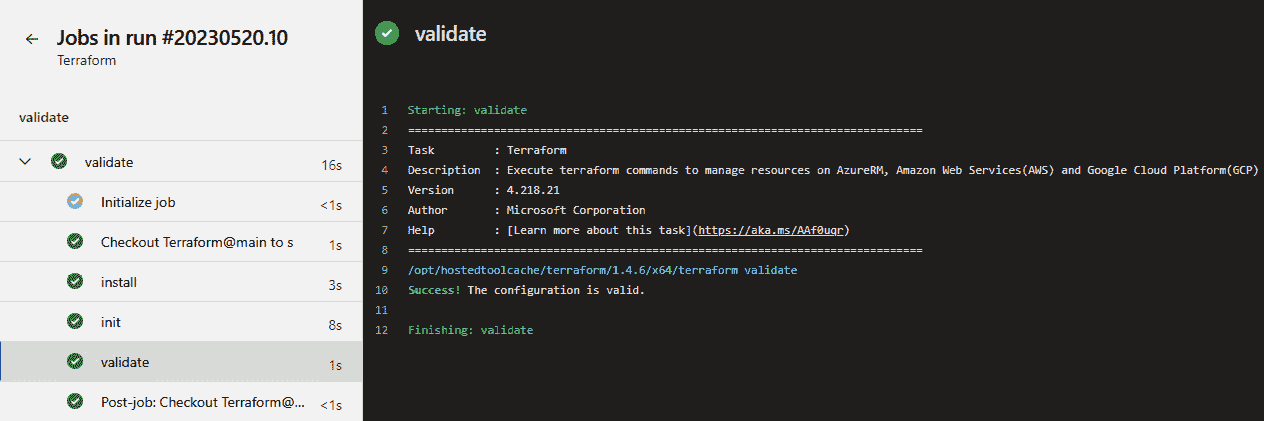 Jobs in run #20230520.10
Terraform
validate
validate 16s
Initialize job <1s
Checkout Terraform@main to s 1s
install 3s
init 8s
validate 1s
Post-job: Checkout Terraform@... <1s
validate
1 Starting: validate
2 ==============================================================================
3 Task : Terraform
4 Description : Execute terraform commands to manage resources on AzureRM, Amazon Web Services(AWS) and Google Cloud Platform(GCP)
5 Version : 4.218.21
6 Author : Microsoft Corporation
7 Help : [Learn more about this task](https://aka.ms/AAf0uqr)
8 ==============================================================================
9 /opt/hostedtoolcache/terraform/1.4.6/x64/terraform validate
10 Success! The configuration is valid.
11
12 Finishing: validate